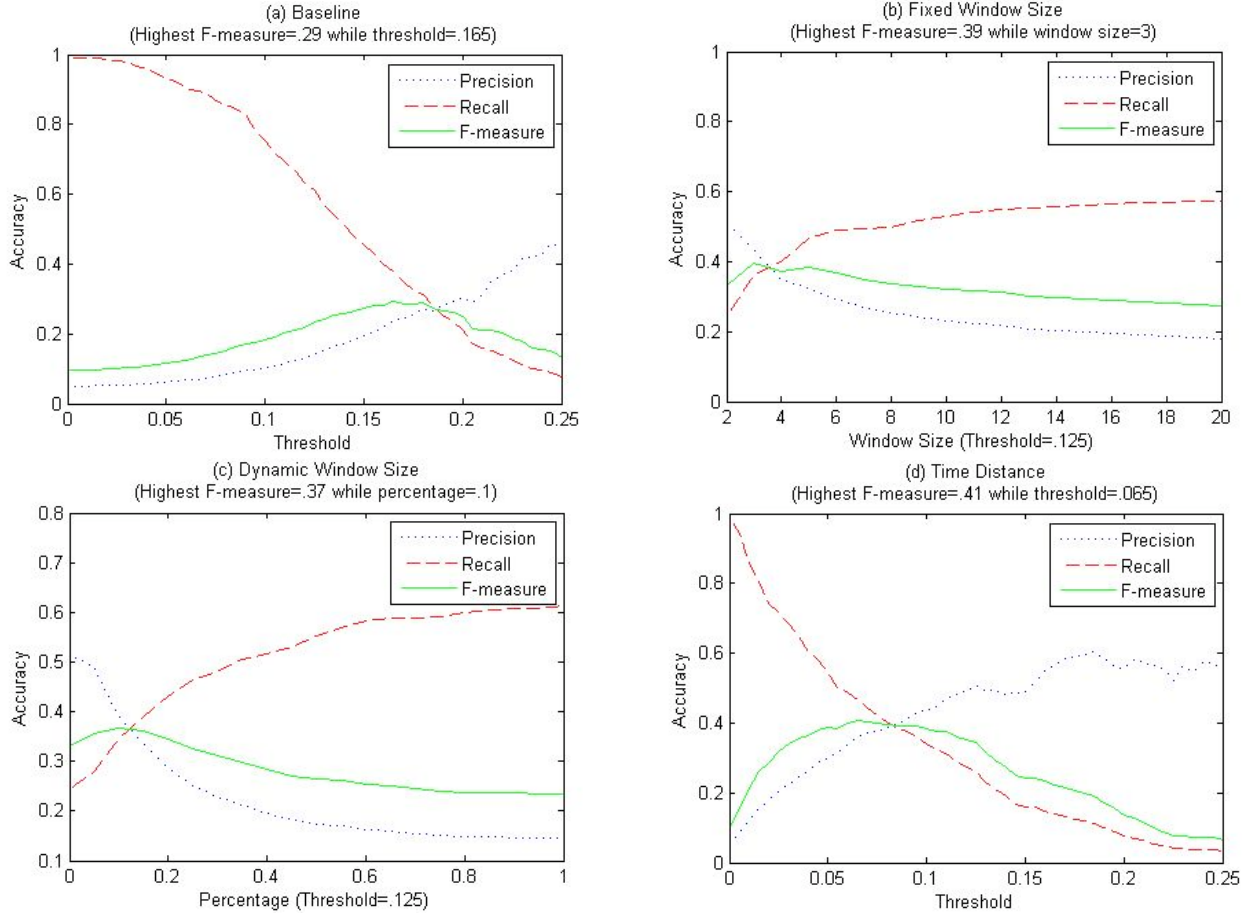 (a) Baseline
(Highest F-measure=.29 while threshold=.165)
1
0.8
0.6
0.4
0.2
0
Accuracy
Precision
Recall
F-measure
0 0.05 0.1 0.15 0.2 0.25
Threshold
(b) Fixed Window Size
(Highest F-measure=.39 while window size=3)
1
0.8
0.6
0.4
0.2
0
Accuracy
Precision
Recall
F-measure
2 4 6 8 10 12 14 16 18 20
Window Size (Threshold=.125)
(c) Dynamic Window Size
(Highest F-measure=.37 while percentage=.1)
0.8
0.7
0.6
0.5
0.4
0.3
0.2
0.1
Accuracy
Precision
Recall
F-measure
0 0.2 0.4 0.6 0.8 1
Percentage (Threshold=.125)
(d) Time Distance
(Highest F-measure=.41 while threshold=.065)
1
0.8
0.6
0.4
0.2
0
Accuracy
Precision
Recall
F-measure
0 0.05 0.1 0.15 0.2 0.25
Threshold